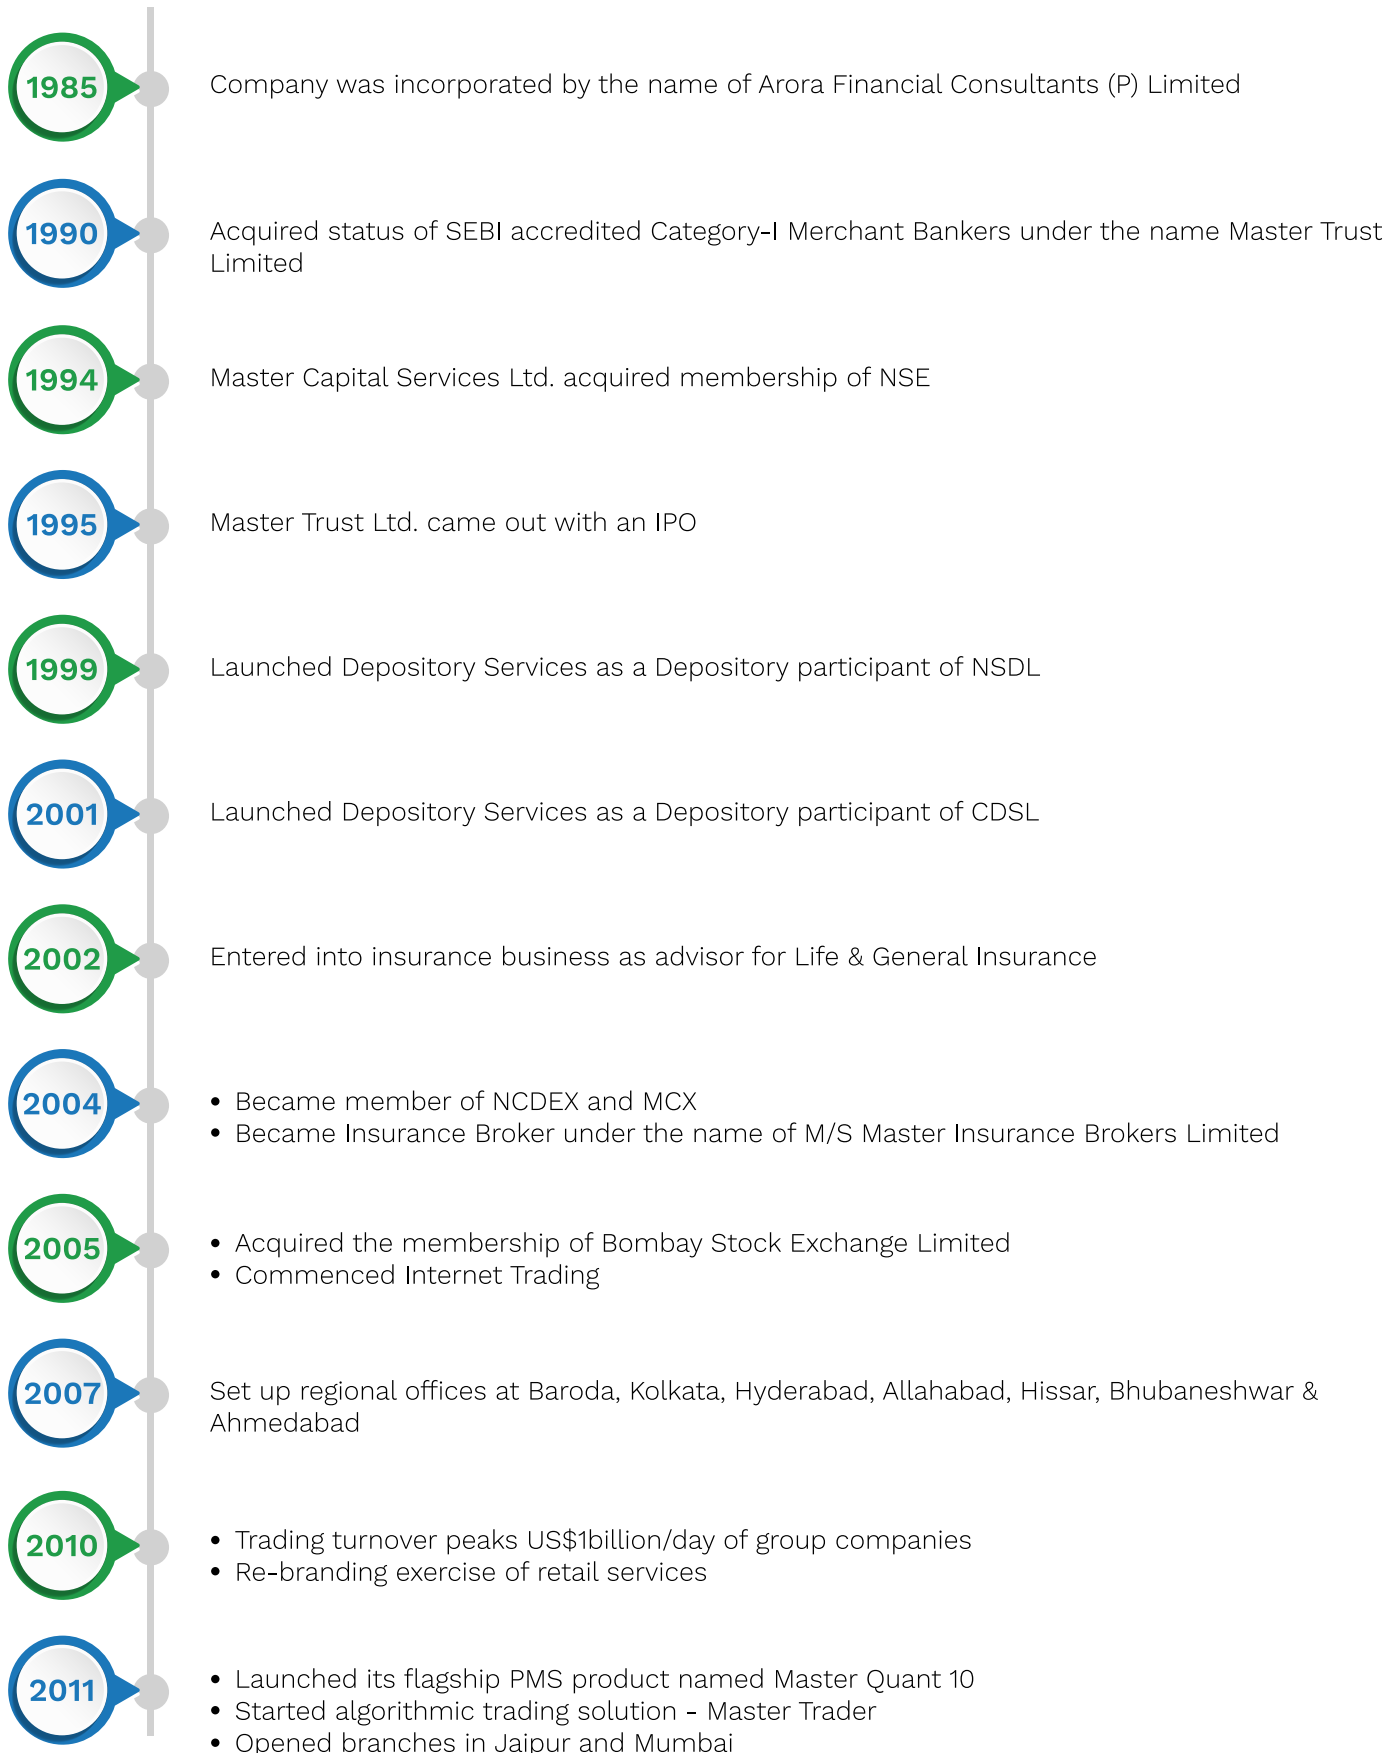 1985
Company was incorporated by the name of Arora Financial Consultants (P) Limited
1990
Acquired status of SEBI accredited Category-I Merchant Bankers under the name Master Trust
Limited
1994
Master Capital Services Ltd. acquired membership of NSE
1995
Master Trust Ltd. came out with an IPO
1999
Launched Depository Services as a Depository participant of NSDL
2001
Launched Depository Services as a Depository participant of CDSL
2002
Entered into insurance business as advisor for Life & General Insurance
2004
• Became member of NCDEX and MCX
• Became Insurance Broker under the name of M/S Master Insurance Brokers Limited
2005
• Acquired the membership of Bombay Stock Exchange Limited
• Commenced Internet Trading
2007
Set up regional offices at Baroda, Kolkata, Hyderabad, Allahabad, Hissar, Bhubaneshwar &
Ahmedabad
2010
• Trading turnover peaks US$1billion/day of group companies
• Re-branding exercise of retail services
2011
• Launched its flagship PMS product named Master Quant 10
• Started algorithmic trading solution - Master Trader
• Opened branches in Jaipur and Mumbai